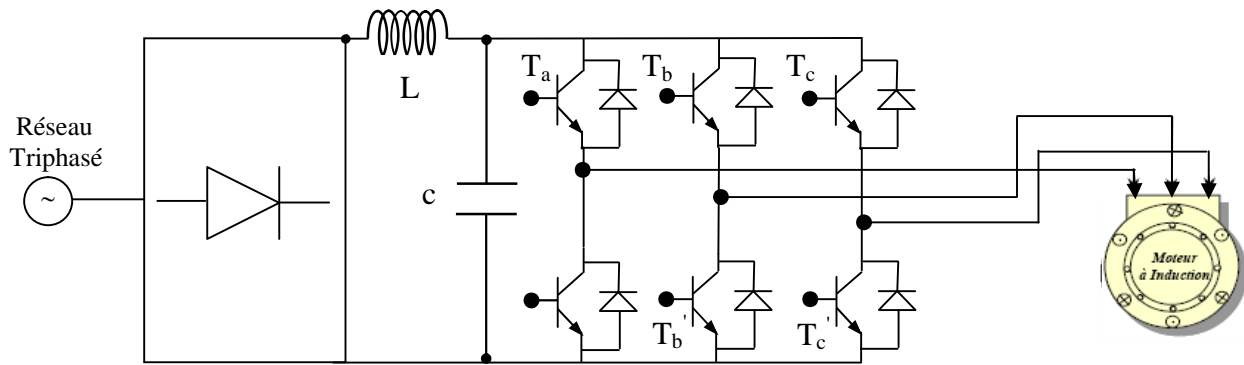 Réseau
Triphasé
~
L
c
Ta
Tb
Tc
Tb'
Tc'
Moteur
à Induction